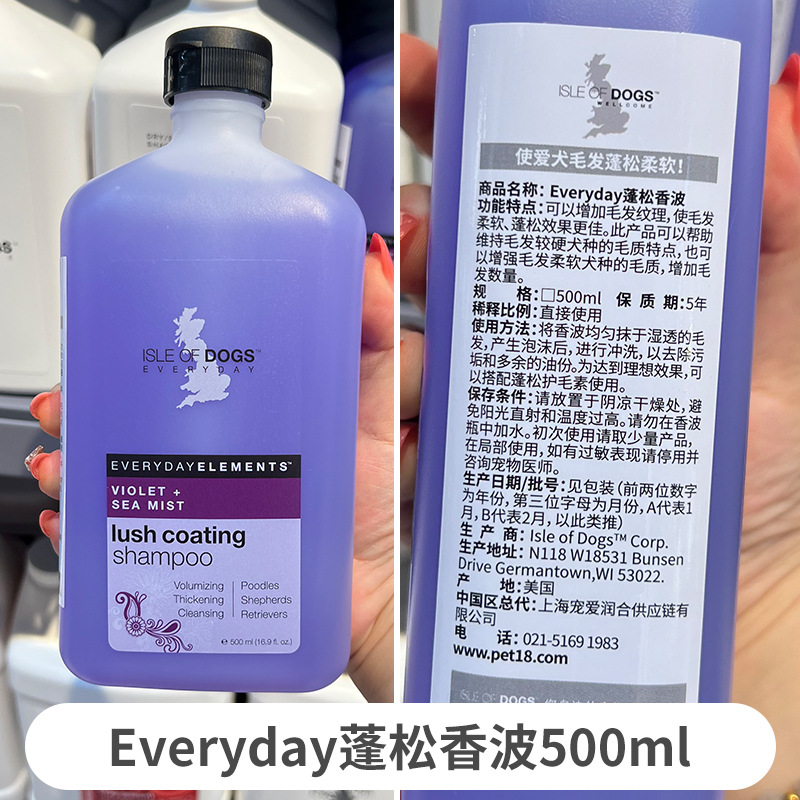 DOGS™
ISLE OF DOGS™
EVERYDAY
EVERYDAYELEMENTS™
VIOLET +
SEA MIST
lush coating
shampoo
Volumizing
Thickening
Cleansing
Poodles
Shepherds
Retrievers
e 500 ml (16.9 fl. oz.)
ISLE OF DOGS™
WELLCOME
使爱犬毛发蓬松柔软！
商品名称：Everyday蓬松香波
功能特点：可以增加毛发纹理，使毛发
柔软、蓬松效果更佳。此产品可以帮助
维持毛发较硬犬种的毛质特点，也可
以增强毛发柔软犬种的毛质，增加毛
发数量。
规 格：□500ml 保 质 期：5年
稀释比例：直接使用
使用方法：将香波均匀抹于湿透的毛
发，产生泡沫后，进行冲洗，以去除污
垢和多余的油份。为达到理想效果，可
以搭配蓬松护毛素使用。
保存条件：请放置于阴凉干燥处，避
免阳光直射和温度过高。请勿在香波
瓶中加水。初次使用请取少量产品，
在局部使用，如有过敏表现请停用并
咨询宠物医师。
生产日期/批号：见包装（前两位数字
为年份，第三位字母为月份，A代表1
月，B代表2月，以此类推）
生 产 商：Isle of Dogs™ Corp.
生产地址：N118 W18531 Bunsen
Drive Germantown,WI 53022.
产 地：美国
中国区总代：上海宠爱润合供应链有
限公司
电 话：021-5169 1983
www.pet18.com
ISLE OF DOGS
Everyday蓬松香波500ml